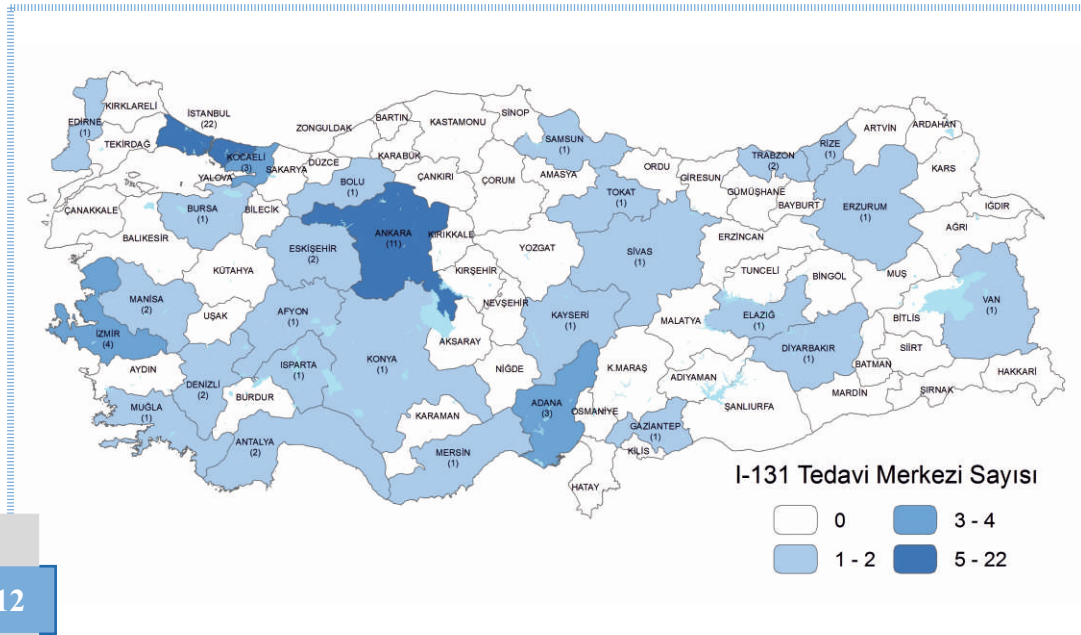 KIRKLARELİ
EDİRNE
(1)
TEKİRDAĞ
İSTANBUL
(22)
KOCAELİ
(3)
YALOVA
SAKARYA
DÜZCE
ZONGULDAK
BARTIN
KARABÜK
KASTAMONU
SİNOP
ÇANKIRI
BOLU
(1)
ÇORUM
SAMSUN
(1)
AMASYA
TOKAT
(1)
ORDU
GİRESUN
TRABZON
(2)
RİZE
(1)
ARTVİN
ARDAHAN
KARS
GÜMÜŞHANE
BAYBURT
ERZURUM
(1)
IĞDIR
AĞRI
ÇANAKKALE
BALIKESİR
BURSA
(1)
BİLECİK
ESKİŞEHİR
(2)
ANKARA
(11)
KIRIKKALE
YOZGAT
SİVAS
(1)
ERZİNCAN
TUNCELİ
BİNGÖL
MUŞ
KÜTAHYA
KIRŞEHİR
NEVŞEHİR
KAYSERİ
(1)
MALATYA
ELAZIĞ
(1)
BİTLİS
VAN
(1)
MANİSA
(2)
UŞAK
AFYON
(1)
İZMİR
(4)
AKSARAY
KONYA
(1)
DİYARBAKIR
(1)
BATMAN
SİİRT
HAKKARİ
ŞIRNAK
MARDİN
AYDIN
DENİZLİ
(2)
ISPARTA
(1)
BURDUR
NİĞDE
K.MARAŞ
ADIYAMAN
ŞANLIURFA
MUĞLA
(1)
ANTALYA
(2)
KARAMAN
MERSİN
(1)
ADANA
(3)
OSMANİYE
GAZİANTEP
(1)
KİLİS
HATAY
I-131 Tedavi Merkezi Sayısı
0
3 - 4
1 - 2
5 - 22
12